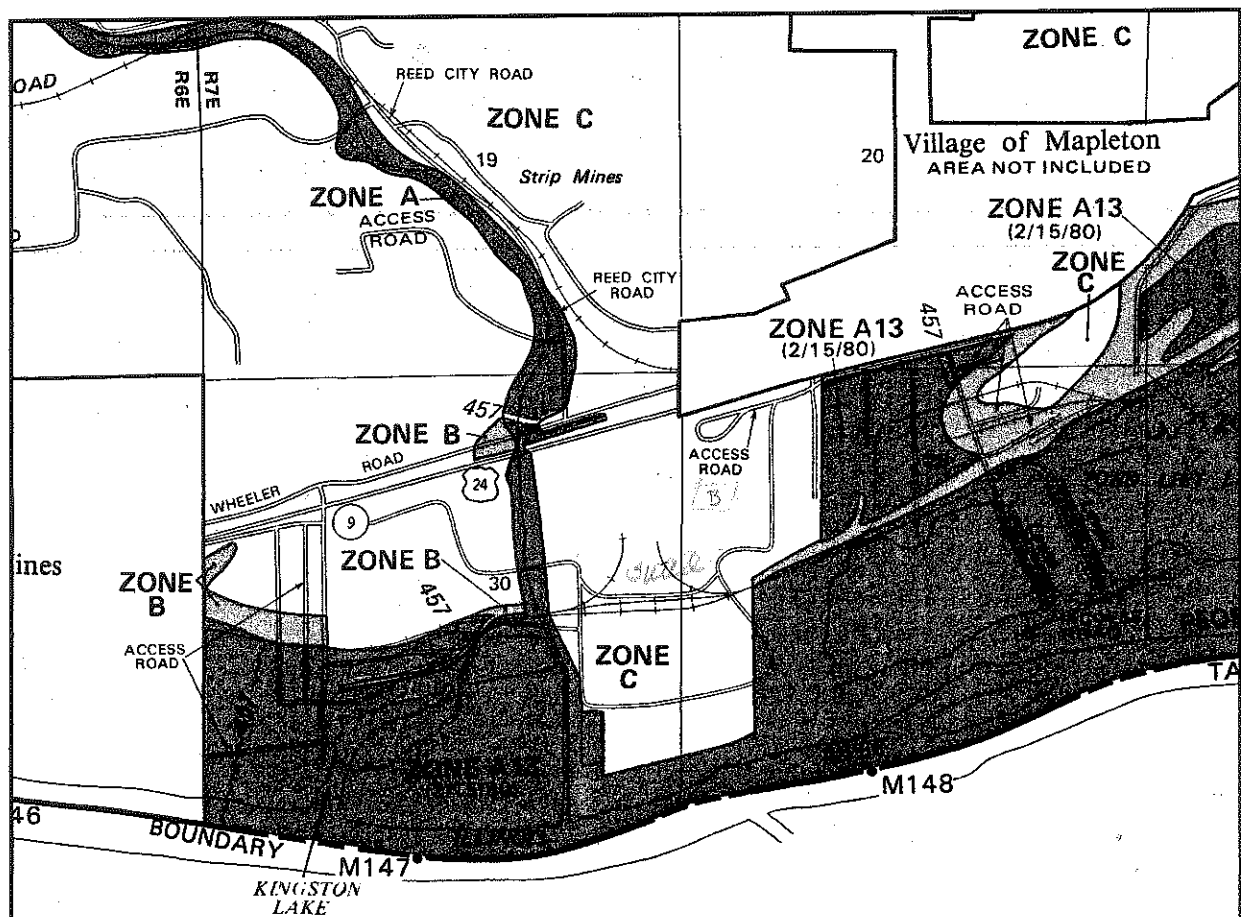 ZONE C
OAD
R6E
R7E
REED CITY ROAD
ZONE C
19
Strip Mines
20
Village of Mapleton
AREA NOT INCLUDED
ZONE A
ACCESS
ROAD
ZONE A13
(2/15/80)
ZONE
C
REED CITY
ROAD
ACCESS
ROAD
457
ZONE A13
(2/15/80)
457
ZONE B
ROAD
WHEELER
24
9
ACCESS
ROAD
B
ines
ZONE
B
ZONE B
30
457
ACCESS
ROAD
ZONE
C
TA
M148
46
BOUNDARY
M147
KINGSTON
LAKE